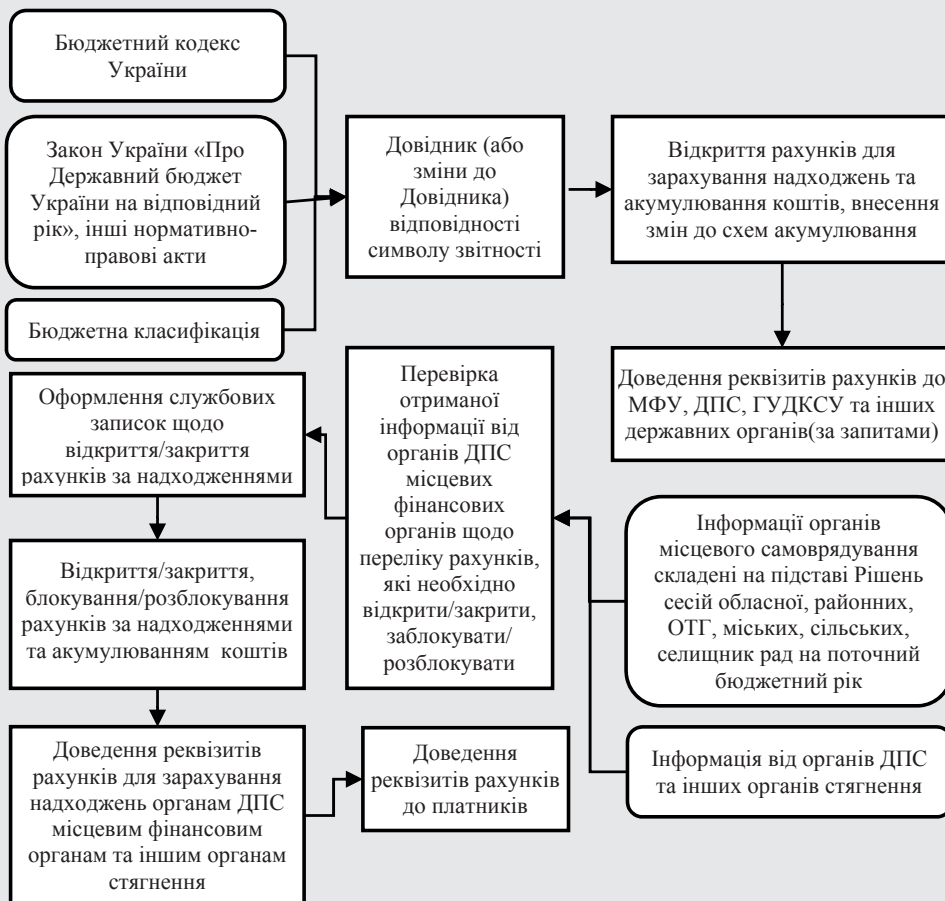 Бюджетний кодекс
України
Закон України «Про
Державний бюджет
України на відповідний
рік», інші нормативно-
правові акти
Бюджетна класифікація
Довідник (або
зміни до
Довідника)
відповідності
символу звітності
Відкриття рахунків для
зарахування надходжень та
акумулювання коштів, внесення
змін до схем акумулювання
Доведення реквізитів рахунків до
МФУ, ДПС, ГУДКСУ та інших
державних органів(за запитами)
Оформлення службових
записок щодо
відкриття/закриття
рахунків за надходженнями
Перевірка
отриманої
інформації від
органів ДПС
місцевих
фінансових
органів щодо
переліку рахунків,
які необхідно
відкрити/закрити,
заблокувати/
розблокувати
Інформації органів
місцевого самоврядування
складені на підставі Рішень
сесій обласної, районних,
ОТГ, міських, сільських,
селищник рад на поточний
бюджетний рік
Відкриття/закриття,
блокування/розблокування
рахунків за надходженнями
та акумулюванням коштів
Інформація від органів ДПС
та інших органів стягнення
Доведення реквізитів
рахунків для зарахування
надходжень органам ДПС
місцевим фінансовим
органам та іншим органам
стягнення
Доведення
реквізитів рахунків
до платників